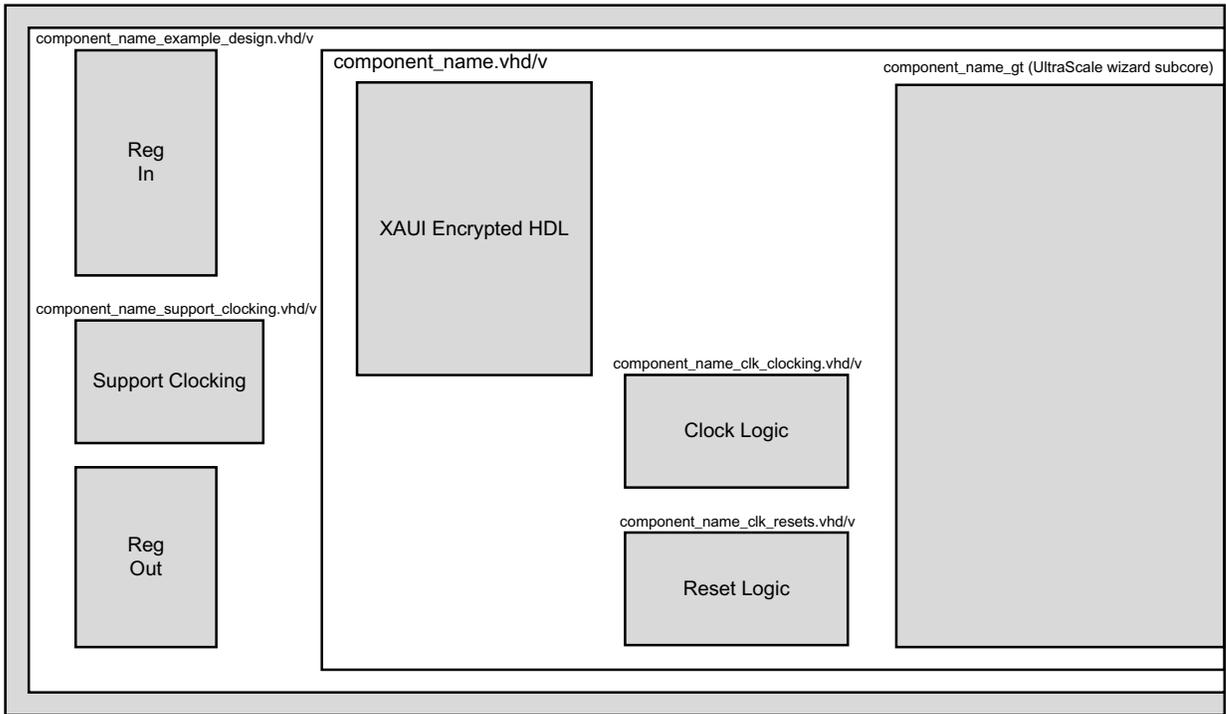 component_name_example_design.vhd/v
component_name.vhd/v
component_name_gt (UltraScale wizard subcore)
Reg
In
XAUI Encrypted HDL
component_name_support_clocking.vhd/v
Support Clocking
component_name_clk_clocking.vhd/v
Clock Logic
component_name_clk_resets.vhd/v
Reg
Out
Reset Logic